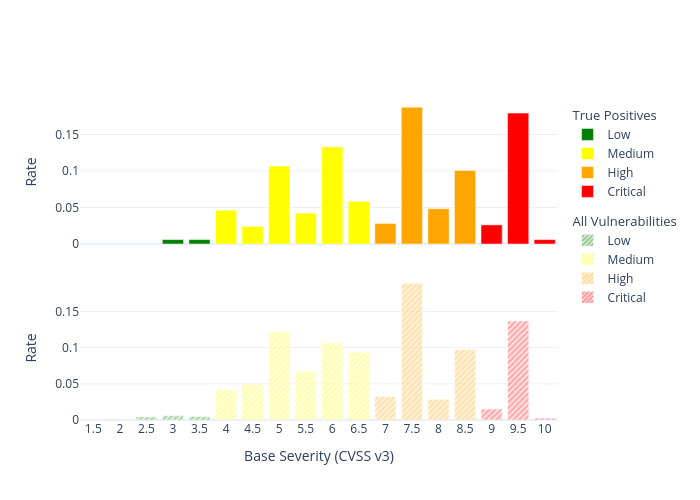 True Positives
Low
Medium
High
Critical
All Vulnerabilities
Low
Medium
High
Critical
Rate
0.15
0.1
0.05
0
Rate
0.15
0.1
0.05
0
1.5 2 2.5 3 3.5 4 4.5 5 5.5 6 6.5 7 7.5 8 8.5 9 9.5 10
Base Severity (CVSS v3)